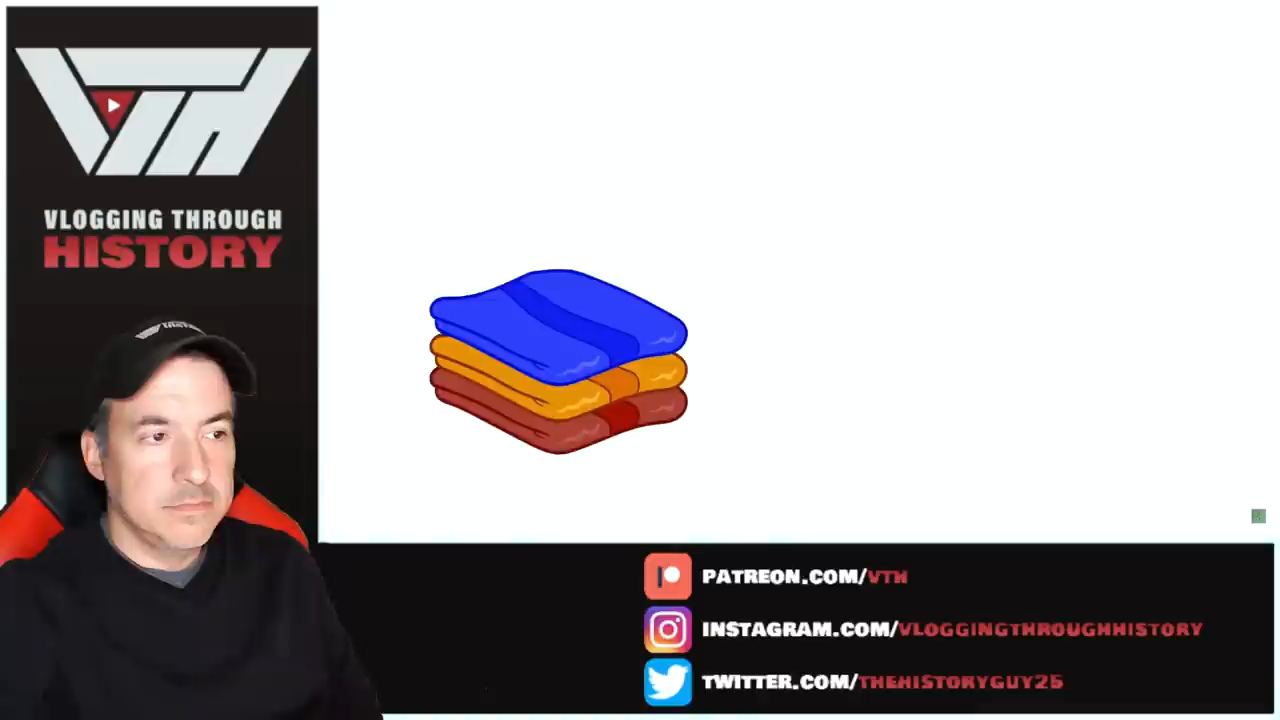 VTH
VLOGGING THROUGH
HISTORY
PATREON.COM/VTH
INSTAGRAM.COM/VLOGGINGTHROUGHHISTORY
TWITTER.COM/THEHISTORYGUY25